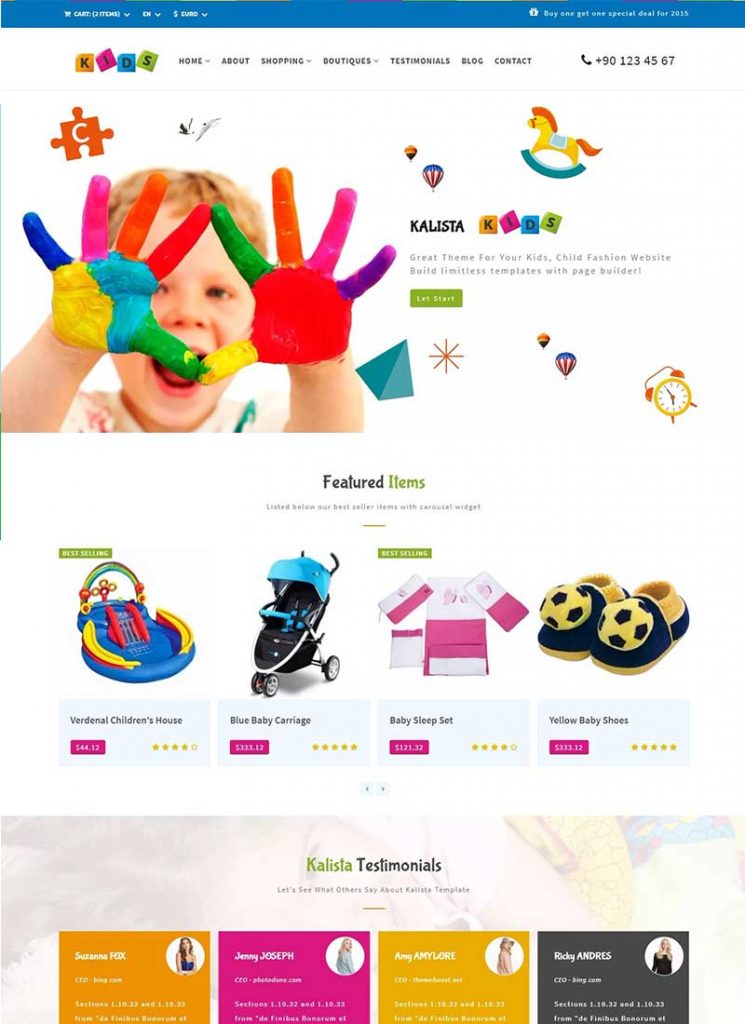 CART: (2 ITEMS) EN $ EURO Buy one get one special deal for 2015
KIDS HOME ABOUT SHOPPING BOUTIQUES TESTIMONIALS BLOG CONTACT +90 123 45 67
C
KALISTA KIDS
Great Theme For Your Kids, Child Fashion Website
Build limitless templates with page builder!
Let Start
Featured Items
Listed below our best seller items with carousel widget
BEST SELLING BEST SELLING
Verdenal Children's House Blue Baby Carriage Baby Sleep Set Yellow Baby Shoes
$44.12 $333.12 $121.32 $333.12
Kalista Testimonials
Let's See What Others Say About Kalista Template
Suzanna FOX Jenny JOSEPH Amy AMYLORE Ricky ANDRES
CEO - bing.com CEO - photodune.com CEO - themeforest.net CEO - bing.com
Sections 1.10.32 and 1.10.33 Sections 1.10.32 and 1.10.33 Sections 1.10.32 and 1.10.33 Sections 1.10.32 and 1.10.33
from "de Finibus Bonorum et from "de Finibus Bonorum et from "de Finibus Bonorum et from "de Finibus Bonorum et